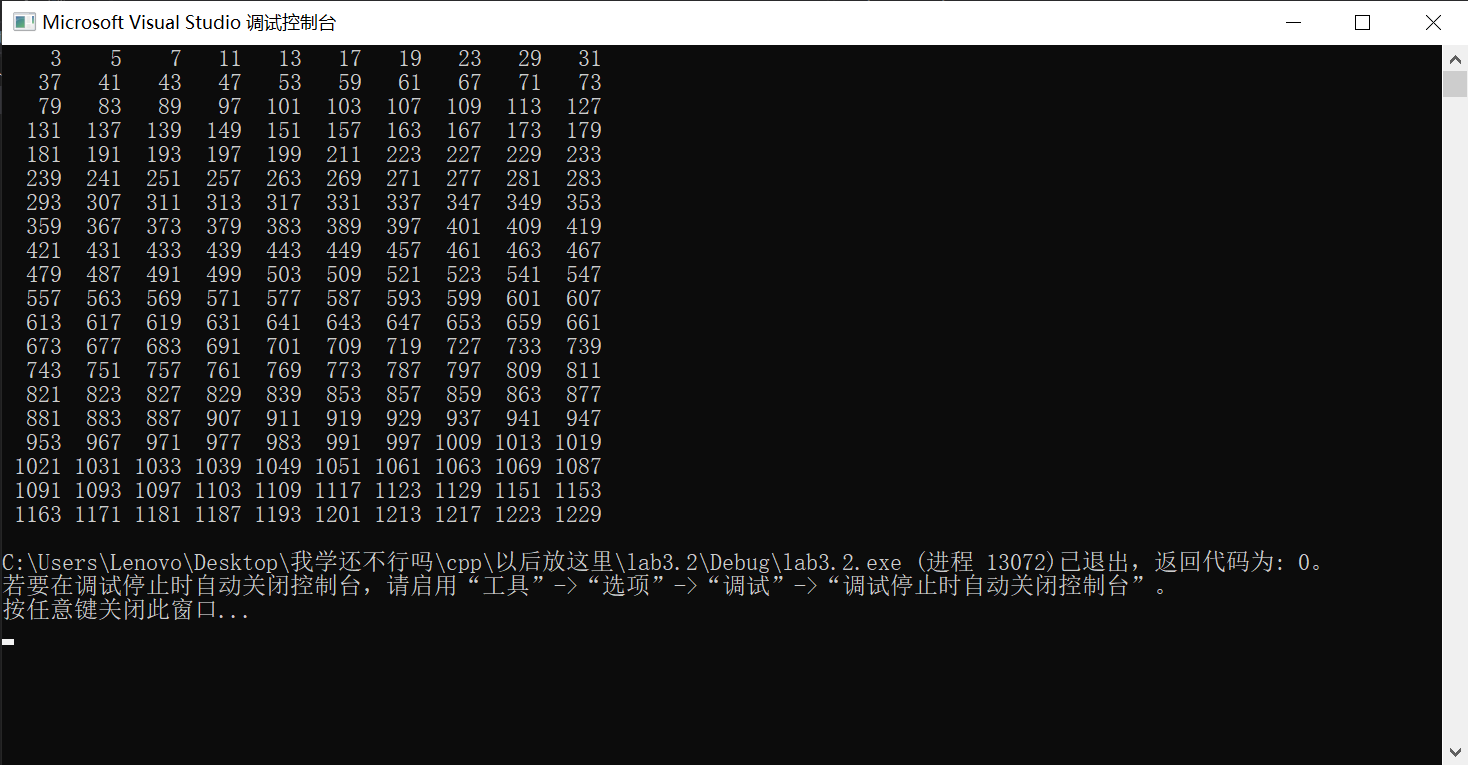 Microsoft Visual Studio 调试控制台
3 5 7 11 13 17 19 23 29 31
37 41 43 47 53 59 61 67 71 73
79 83 89 97 101 103 107 109 113 127
131 137 139 149 151 157 163 167 173 179
181 191 193 197 199 211 223 227 229 233
239 241 251 257 263 269 271 277 281 283
293 307 311 313 317 331 337 347 349 353
359 367 373 379 383 389 397 401 409 419
421 431 433 439 443 449 457 461 463 467
479 487 491 499 503 509 521 523 541 547
557 563 569 571 577 587 593 599 601 607
613 617 619 631 641 643 647 653 659 661
673 677 683 691 701 709 719 727 733 739
743 751 757 761 769 773 787 797 809 811
821 823 827 829 839 853 857 859 863 877
881 883 887 907 911 919 929 937 941 947
953 967 971 977 983 991 997 1009 1013 1019
1021 1031 1033 1039 1049 1051 1061 1063 1069 1087
1091 1093 1097 1103 1109 1117 1123 1129 1151 1153
1163 1171 1181 1187 1193 1201 1213 1217 1223 1229
C:\Users\Lenovo\Desktop\我学还不行吗\cpp\以后放这里\lab3.2\Debug\lab3.2.exe (进程 13072)已退出，返回代码为: 0。
若要在调试停止时自动关闭控制台，请启用“工具”->“选项”->“调试”->“调试停止时自动关闭控制台”。
按任意键关闭此窗口...